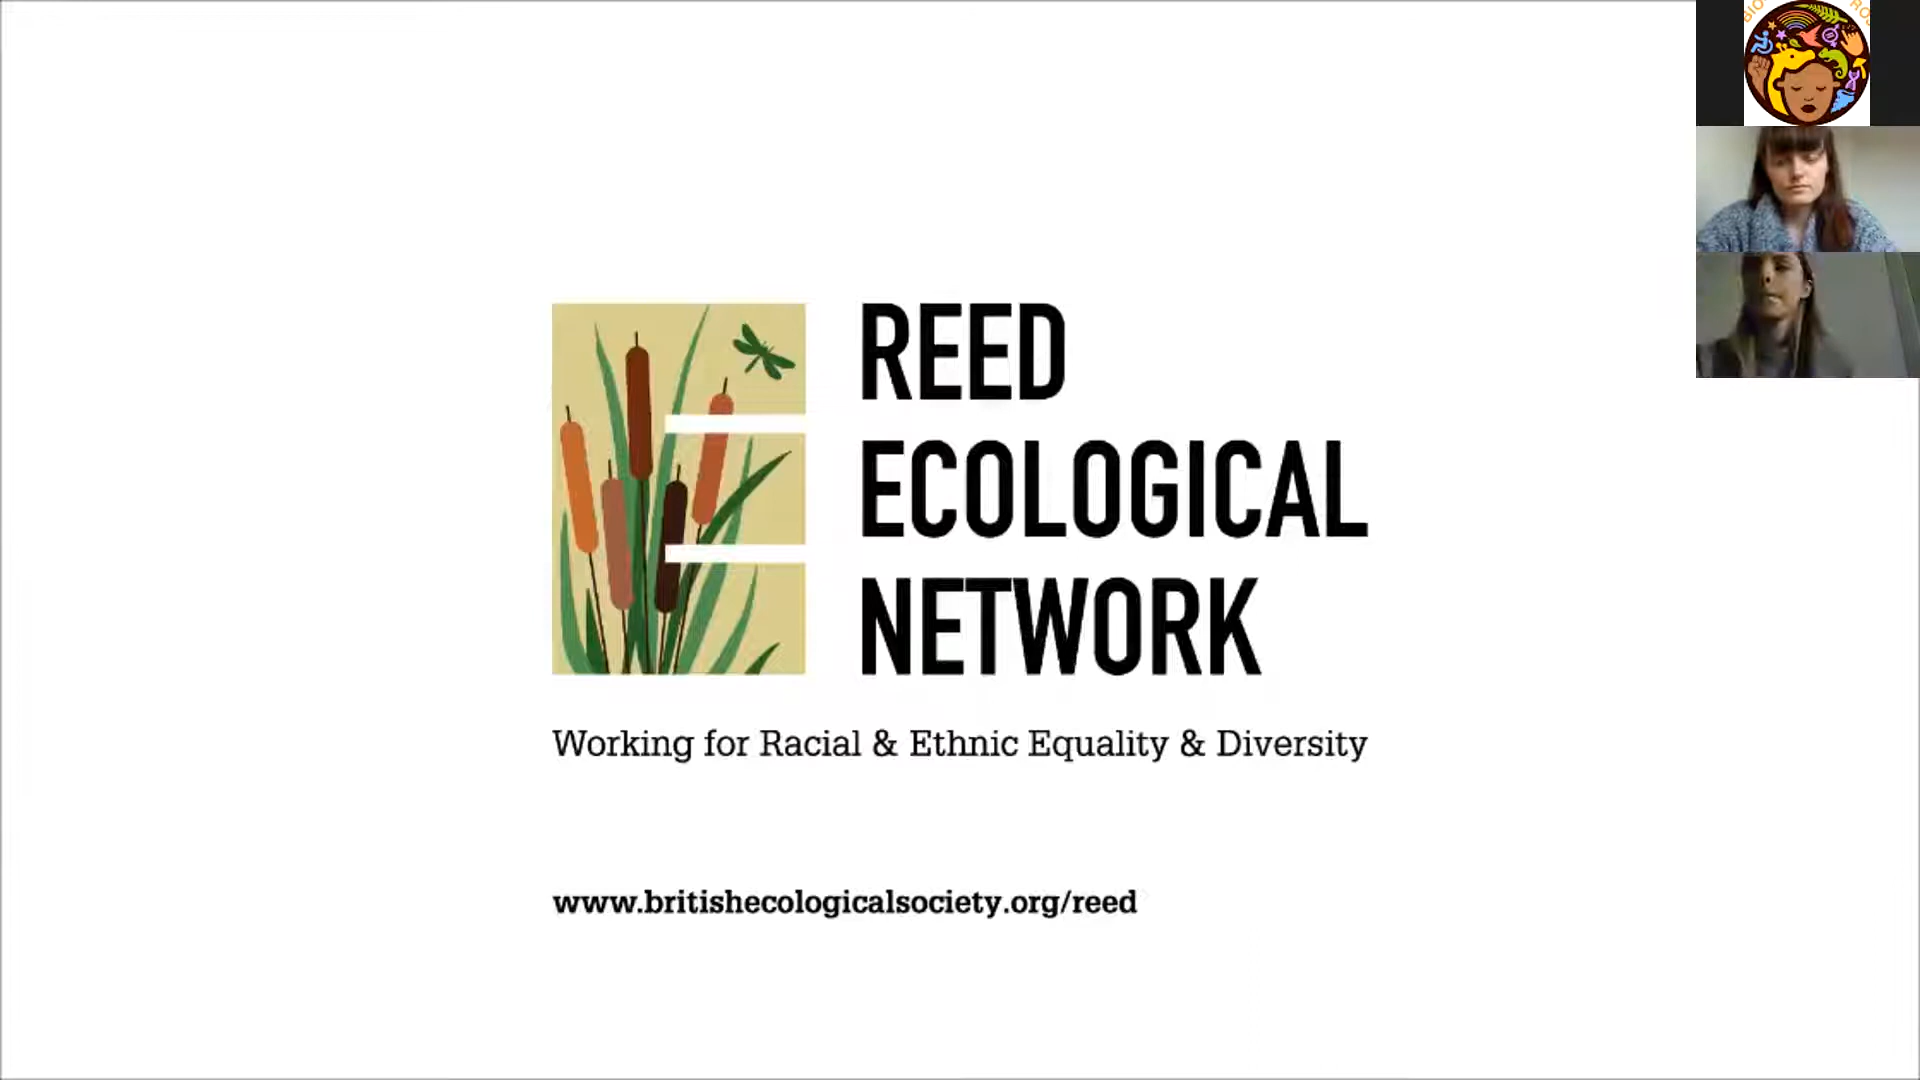 REED
ECOLOGICAL
NETWORK
Working for Racial & Ethnic Equality & Diversity
www.britishecologicalsociety.org/reed